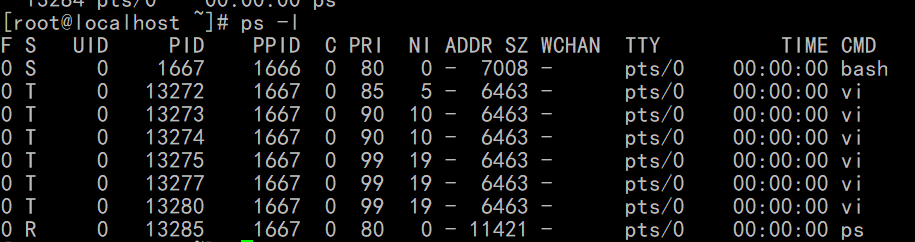 13284 pts/0    00:00:00 ps
[root@localhost ~]# ps -l
F S   UID     PID    PPID  C PRI  NI ADDR SZ WCHAN  TTY          TIME CMD
0 S     0    1667    1666  0  80   0 -  7008 -      pts/0    00:00:00 bash
0 T     0   13272    1667  0  85   5 -  6463 -      pts/0    00:00:00 vi
0 T     0   13273    1667  0  90  10 -  6463 -      pts/0    00:00:00 vi
0 T     0   13274    1667  0  90  10 -  6463 -      pts/0    00:00:00 vi
0 T     0   13275    1667  0  99  19 -  6463 -      pts/0    00:00:00 vi
0 T     0   13277    1667  0  99  19 -  6463 -      pts/0    00:00:00 vi
0 T     0   13280    1667  0  99  19 -  6463 -      pts/0    00:00:00 vi
0 R     0   13285    1667  0  80   0 - 11421 -      pts/0    00:00:00 ps